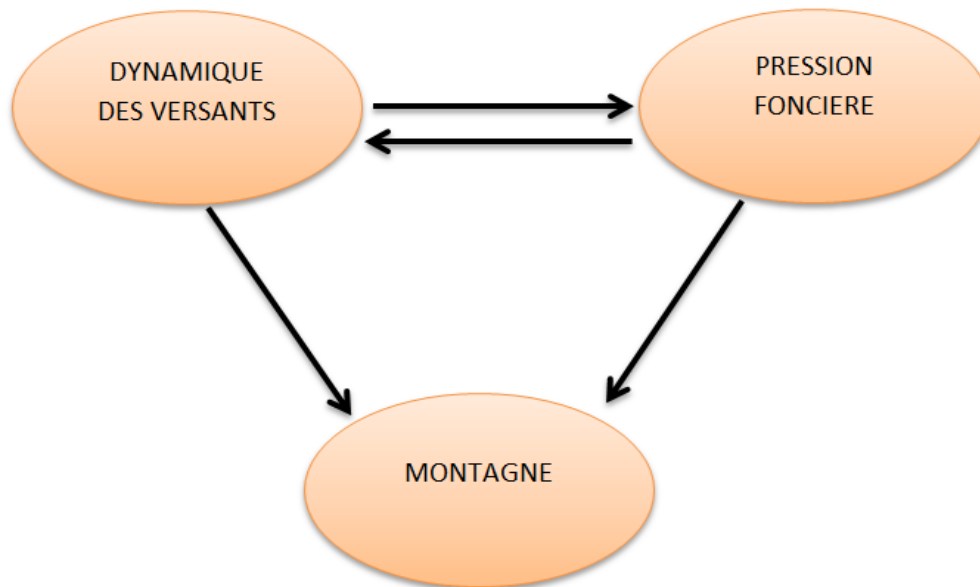 DYNAMIQUE
DES VERSANTS
PRESSION
FONCIERE
MONTAGNE